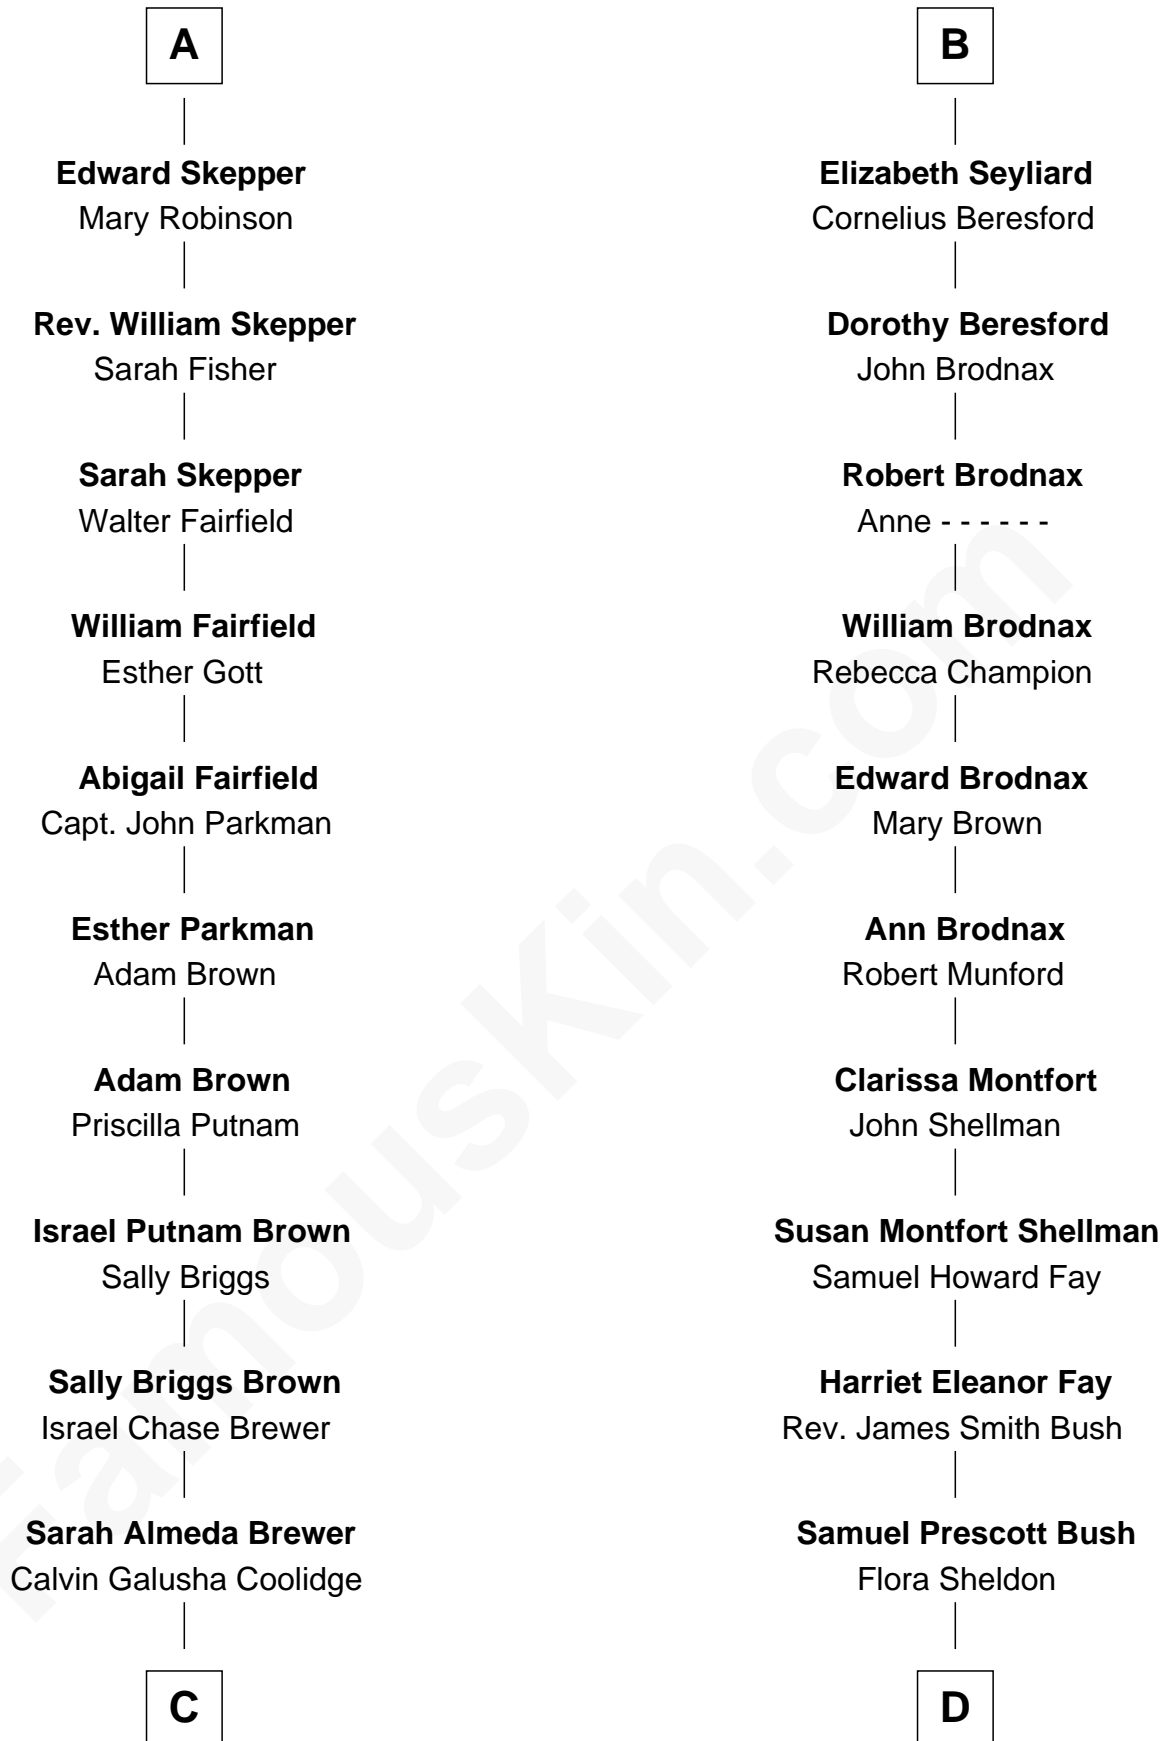 A
Edward Skepper
Mary Robinson
Rev. William Skepper
Sarah Fisher
Sarah Skepper
Walter Fairfield
William Fairfield
Esther Gott
Abigail Fairfield
Capt. John Parkman
Esther Parkman
Adam Brown
Adam Brown
Priscilla Putnam
Israel Putnam Brown
Sally Briggs
Sally Briggs Brown
Israel Chase Brewer
Sarah Almeda Brewer
Calvin Galusha Coolidge
C
B
Elizabeth Seyliard
Cornelius Beresford
Dorothy Beresford
John Brodnax
Robert Brodnax
Anne - - - - - -
William Brodnax
Rebecca Champion
Edward Brodnax
Mary Brown
Ann Brodnax
Robert Munford
Clarissa Montfort
John Shellman
Susan Montfort Shellman
Samuel Howard Fay
Harriet Eleanor Fay
Rev. James Smith Bush
Samuel Prescott Bush
Flora Sheldon
D
FamousKin.com